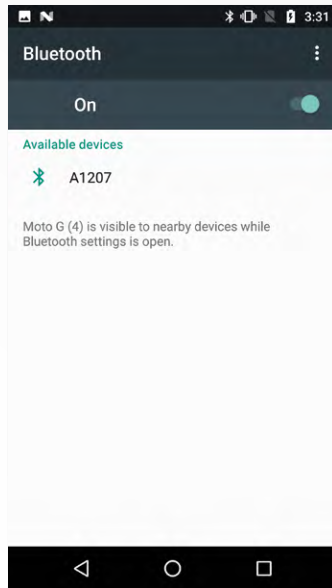 3:31
Bluetooth
On
Available devices
A1207
Moto G (4) is visible to nearby devices while
Bluetooth settings is open.